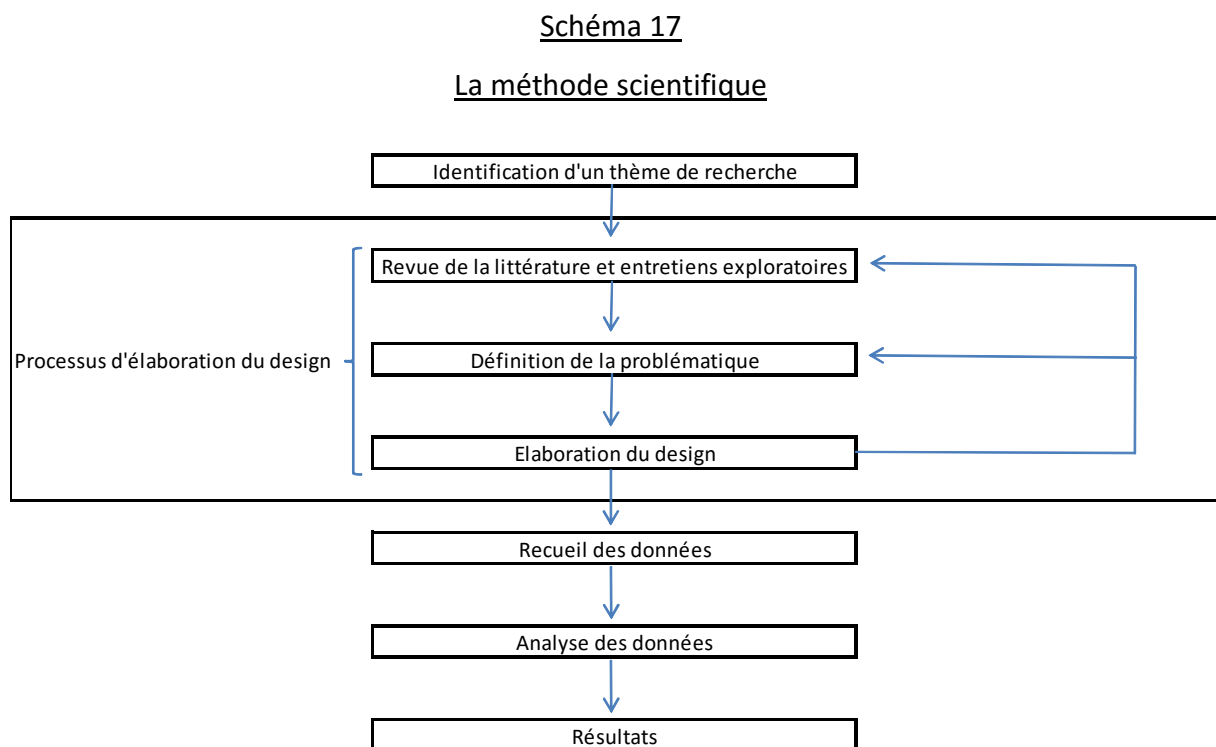 Schéma 17
La méthode scientifique
Identification d'un thème de recherche
Revue de la littérature et entretiens exploratoires
Processus d'élaboration du design
Définition de la problématique
Elaboration du design
Recueil des données
Analyse des données
Résultats